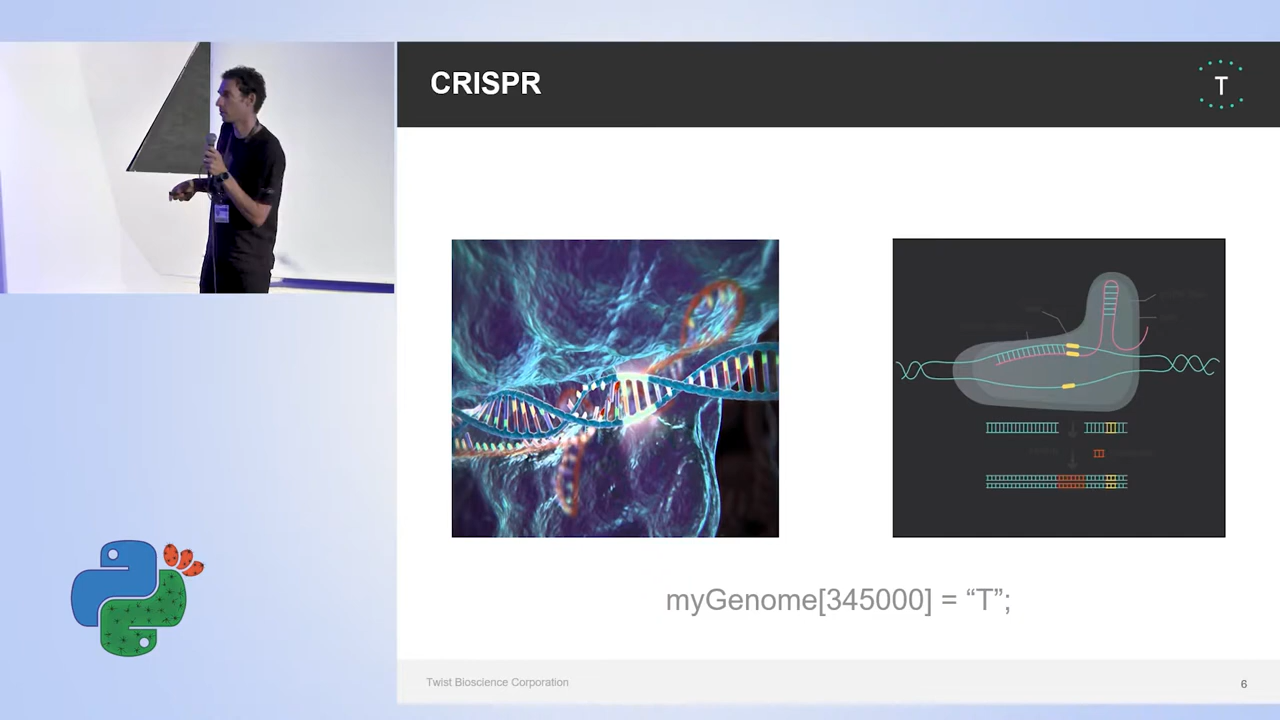 CRISPR
T
myGenome[345000] = “T”;
Twist Bioscience Corporation
6